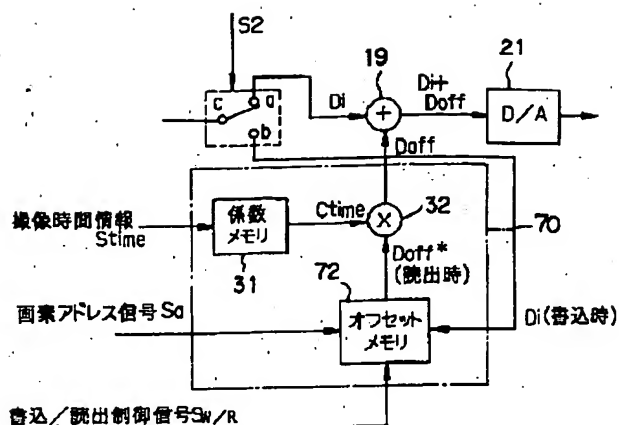 S2
19
21
Di+
Doff
D/A
c
a
b
Di
Doff
撮像時間情報
Stime
係数
メモリ
31
Ctime
32
70
Doff*
(読出時)
72
画素アドレス信号Sa
オフセット
メモリ
Di(書込時)
書込/読出制御信号SW/R